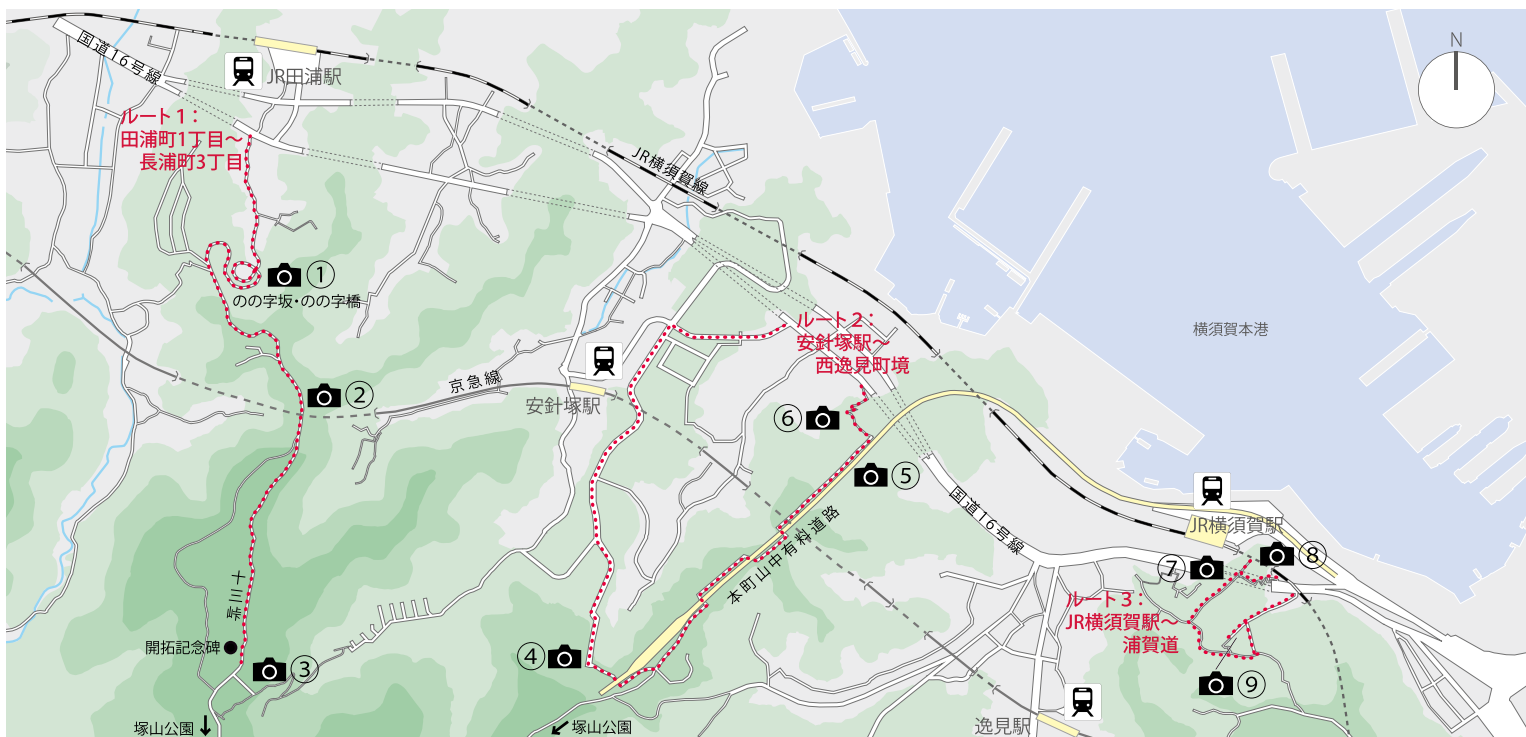 国道16号線
JR田浦駅
ルート1：
田浦町1丁目〜
長浦町3丁目
JR横須賀線
N
横須賀本港
①
のの字坂・のの字橋
ルート2：
安針塚駅〜
西逸見町境
京急線
安針塚駅
②
⑥
⑤
国道16号線
本町山中有料道路
JR横須賀駅
⑦
⑧
ルート3：
JR横須賀駅〜
浦賀道
十三峠
開拓記念碑
③
④
⑨
塚山公園
塚山公園
逸見駅